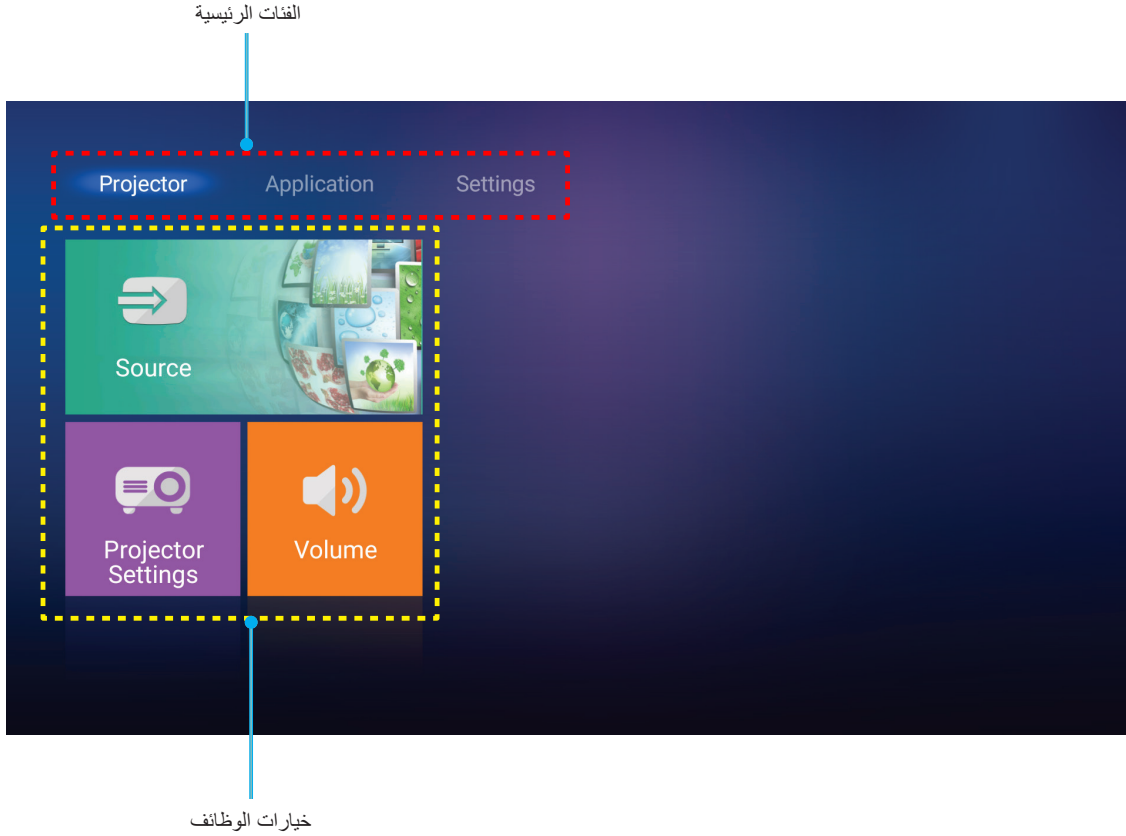 الفئات الرئيسية
Projector Application Settings
Source
Projector
Settings
Volume
خيارات الوظائف